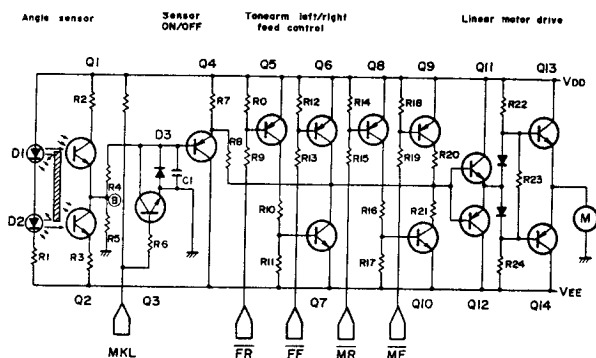 Angle sensor
Sensor ON/OFF
Tonearm left/right feed control
Linear motor drive
Q1
Q4
Q5
Q6
Q8
Q9
Q11
Q13
VDD
R2
R7
R0
R12
R14
R18
R22
D1
D3
R4
R8
R9
R13
R15
R19
R20
C1
B
R23
D2
R5
R6
R10
R16
R21
M
R1
R3
R11
R17
R24
VEE
Q2
Q3
Q7
Q10
Q12
Q14
MKL
FR
FF
MR
MF